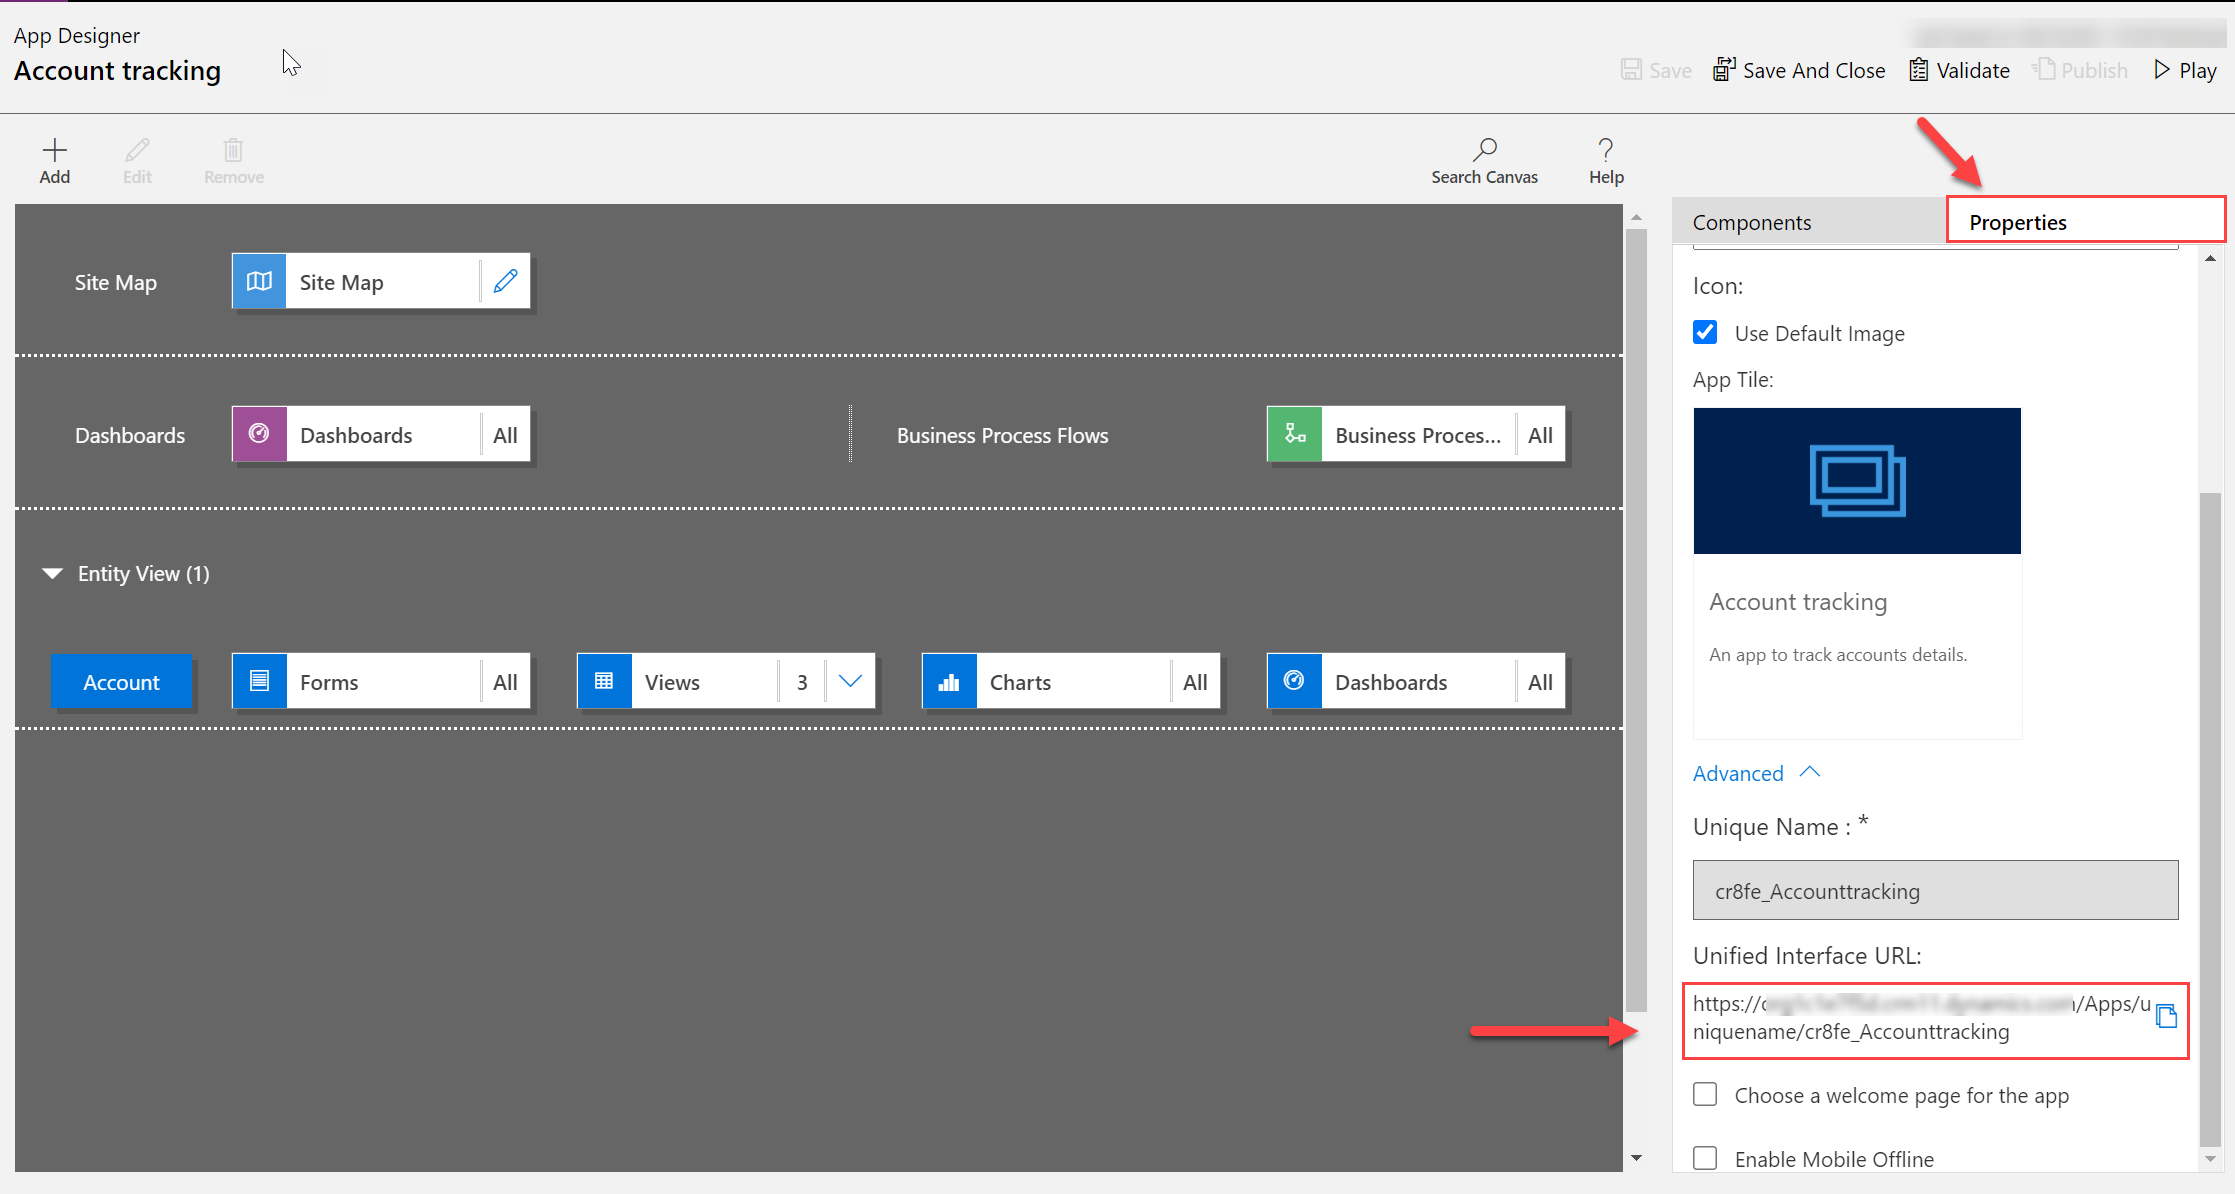 App Designer
Account tracking
Save
Save And Close
Validate
Publish
Play
Add
Edit
Remove
Search Canvas
Help
Components
Properties
Site Map
Site Map
Dashboards
Dashboards
All
Business Process Flows
Business Proces...
All
Entity View (1)
Account
Forms
All
Views
3
Charts
All
Dashboards
All
Icon:
Use Default Image
App Tile:
Account tracking
An app to track accounts details.
Advanced
Unique Name : *
cr8fe_Accounttracking
Unified Interface URL:
https:// /Apps/u
niquename/cr8fe_Accounttracking
Choose a welcome page for the app
Enable Mobile Offline